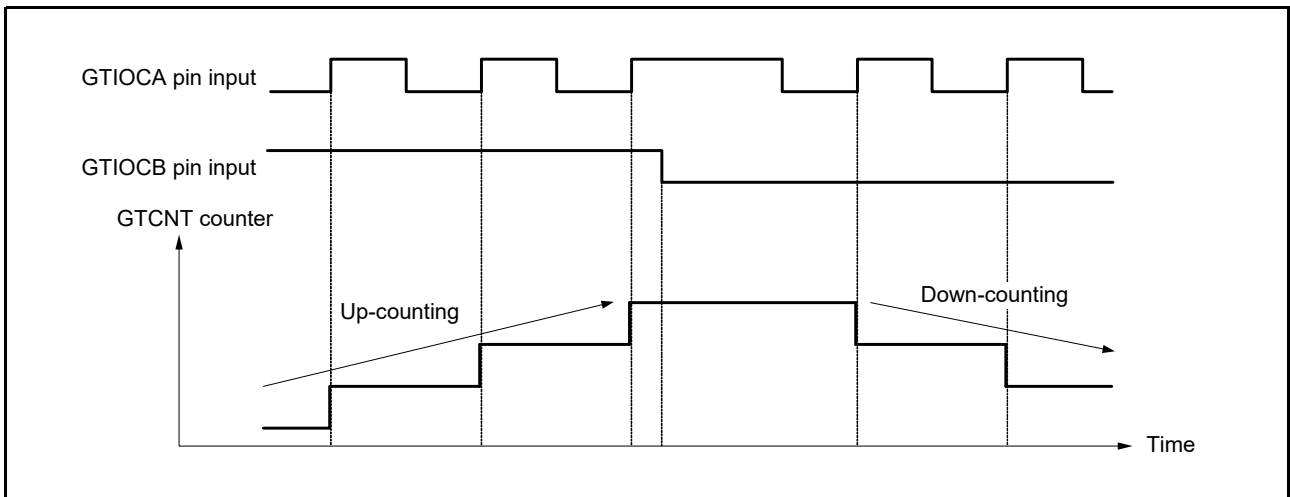 GTIOCA pin input
GTIOCB pin input
GTCNT counter
Up-counting
Down-counting
Time